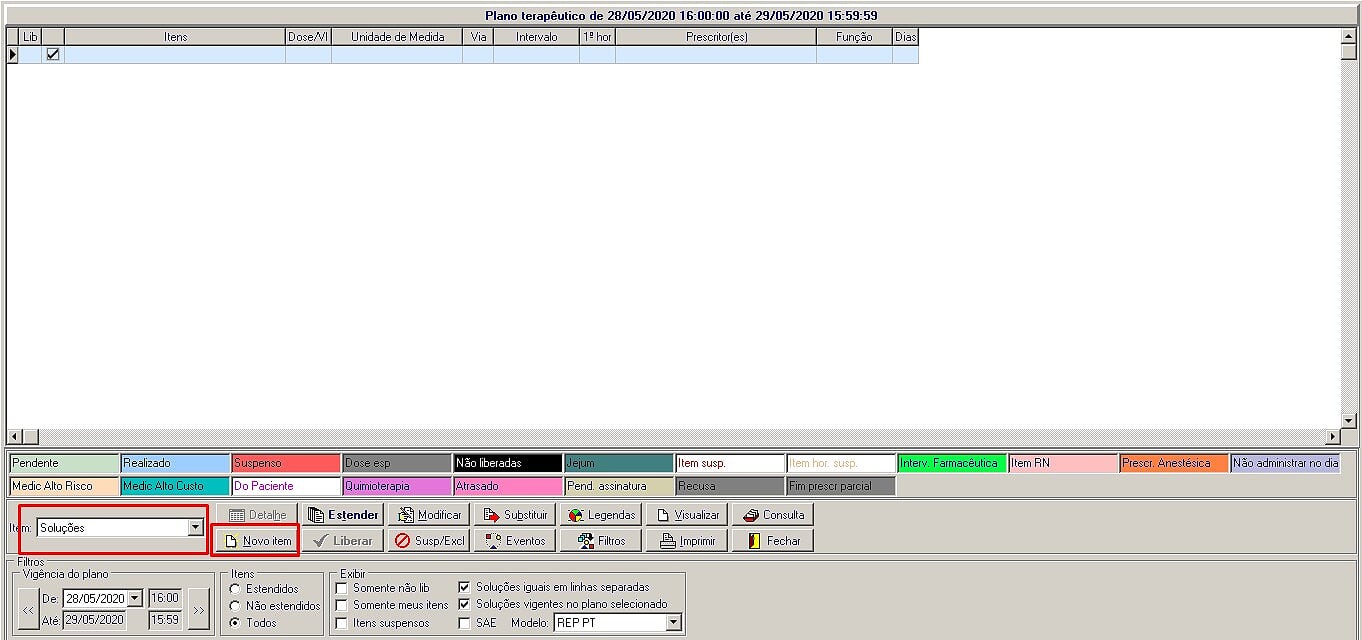 Plano terapêutico de 28/05/2020 16:00:00 até 29/05/2020 15:59:59
Lib Itens Dose/Vl Unidade de Medida Via Intervalo 1ª hor Prescritor(es) Função Dias
Pendente Realizado Suspenso Dose esp Não liberadas Jejum Item susp. Item hor. susp. Interv. Farmacêutica Item RN Prescr. Anestésica Não administrar no dia
Medic Alto Risco Medic Alto Custo Do Paciente Quimioterapia Atrasado Pend. assinatura Recusa Fim prescr parcial
Item: Soluções Detalhe Estender Modificar Substituir Legendas Visualizar Consulta
Novo item Liberar Susp/Excl Eventos Filtros Imprimir Fechar
Filtros
Vigência do plano Itens Exibir
<< De: 28/05/2020 16:00 >> Estendidos Somente não lib Soluções iguais em linhas separadas
Não estendidos Somente meus itens Soluções vigentes no plano selecionado
Até: 29/05/2020 15:59 Todos Itens suspensos SAE Modelo: REP PT